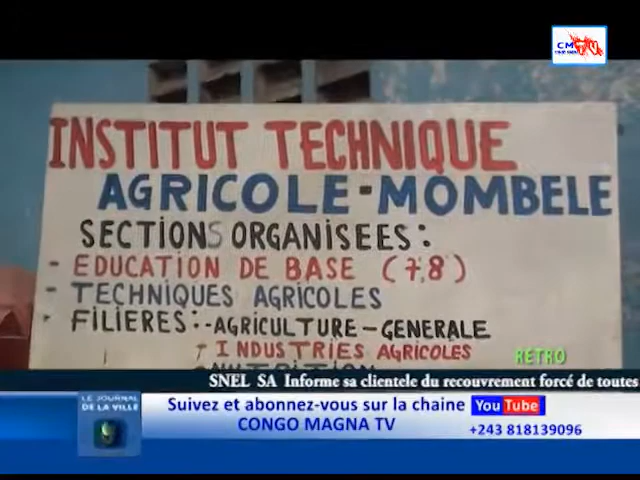 CM
INSTITUT TECHNIQUE
AGRICOLE-MOMBELE
SECTIONS ORGANISEES:
- EDUCATION DE BASE (7,8)
- TECHNIQUES AGRICOLES
FILIERES:-AGRICULTURE-GENERALE
INDUSTRIES AGRICOLES
NUTRITION
RETRO
SNEL SA Informe sa clientele du recouvrement forcé de toutes
LE JOURNAL
DE LA VILLE
Suivez et abonnez-vous sur la chaine YouTube
CONGO MAGNA TV
+243 818139096